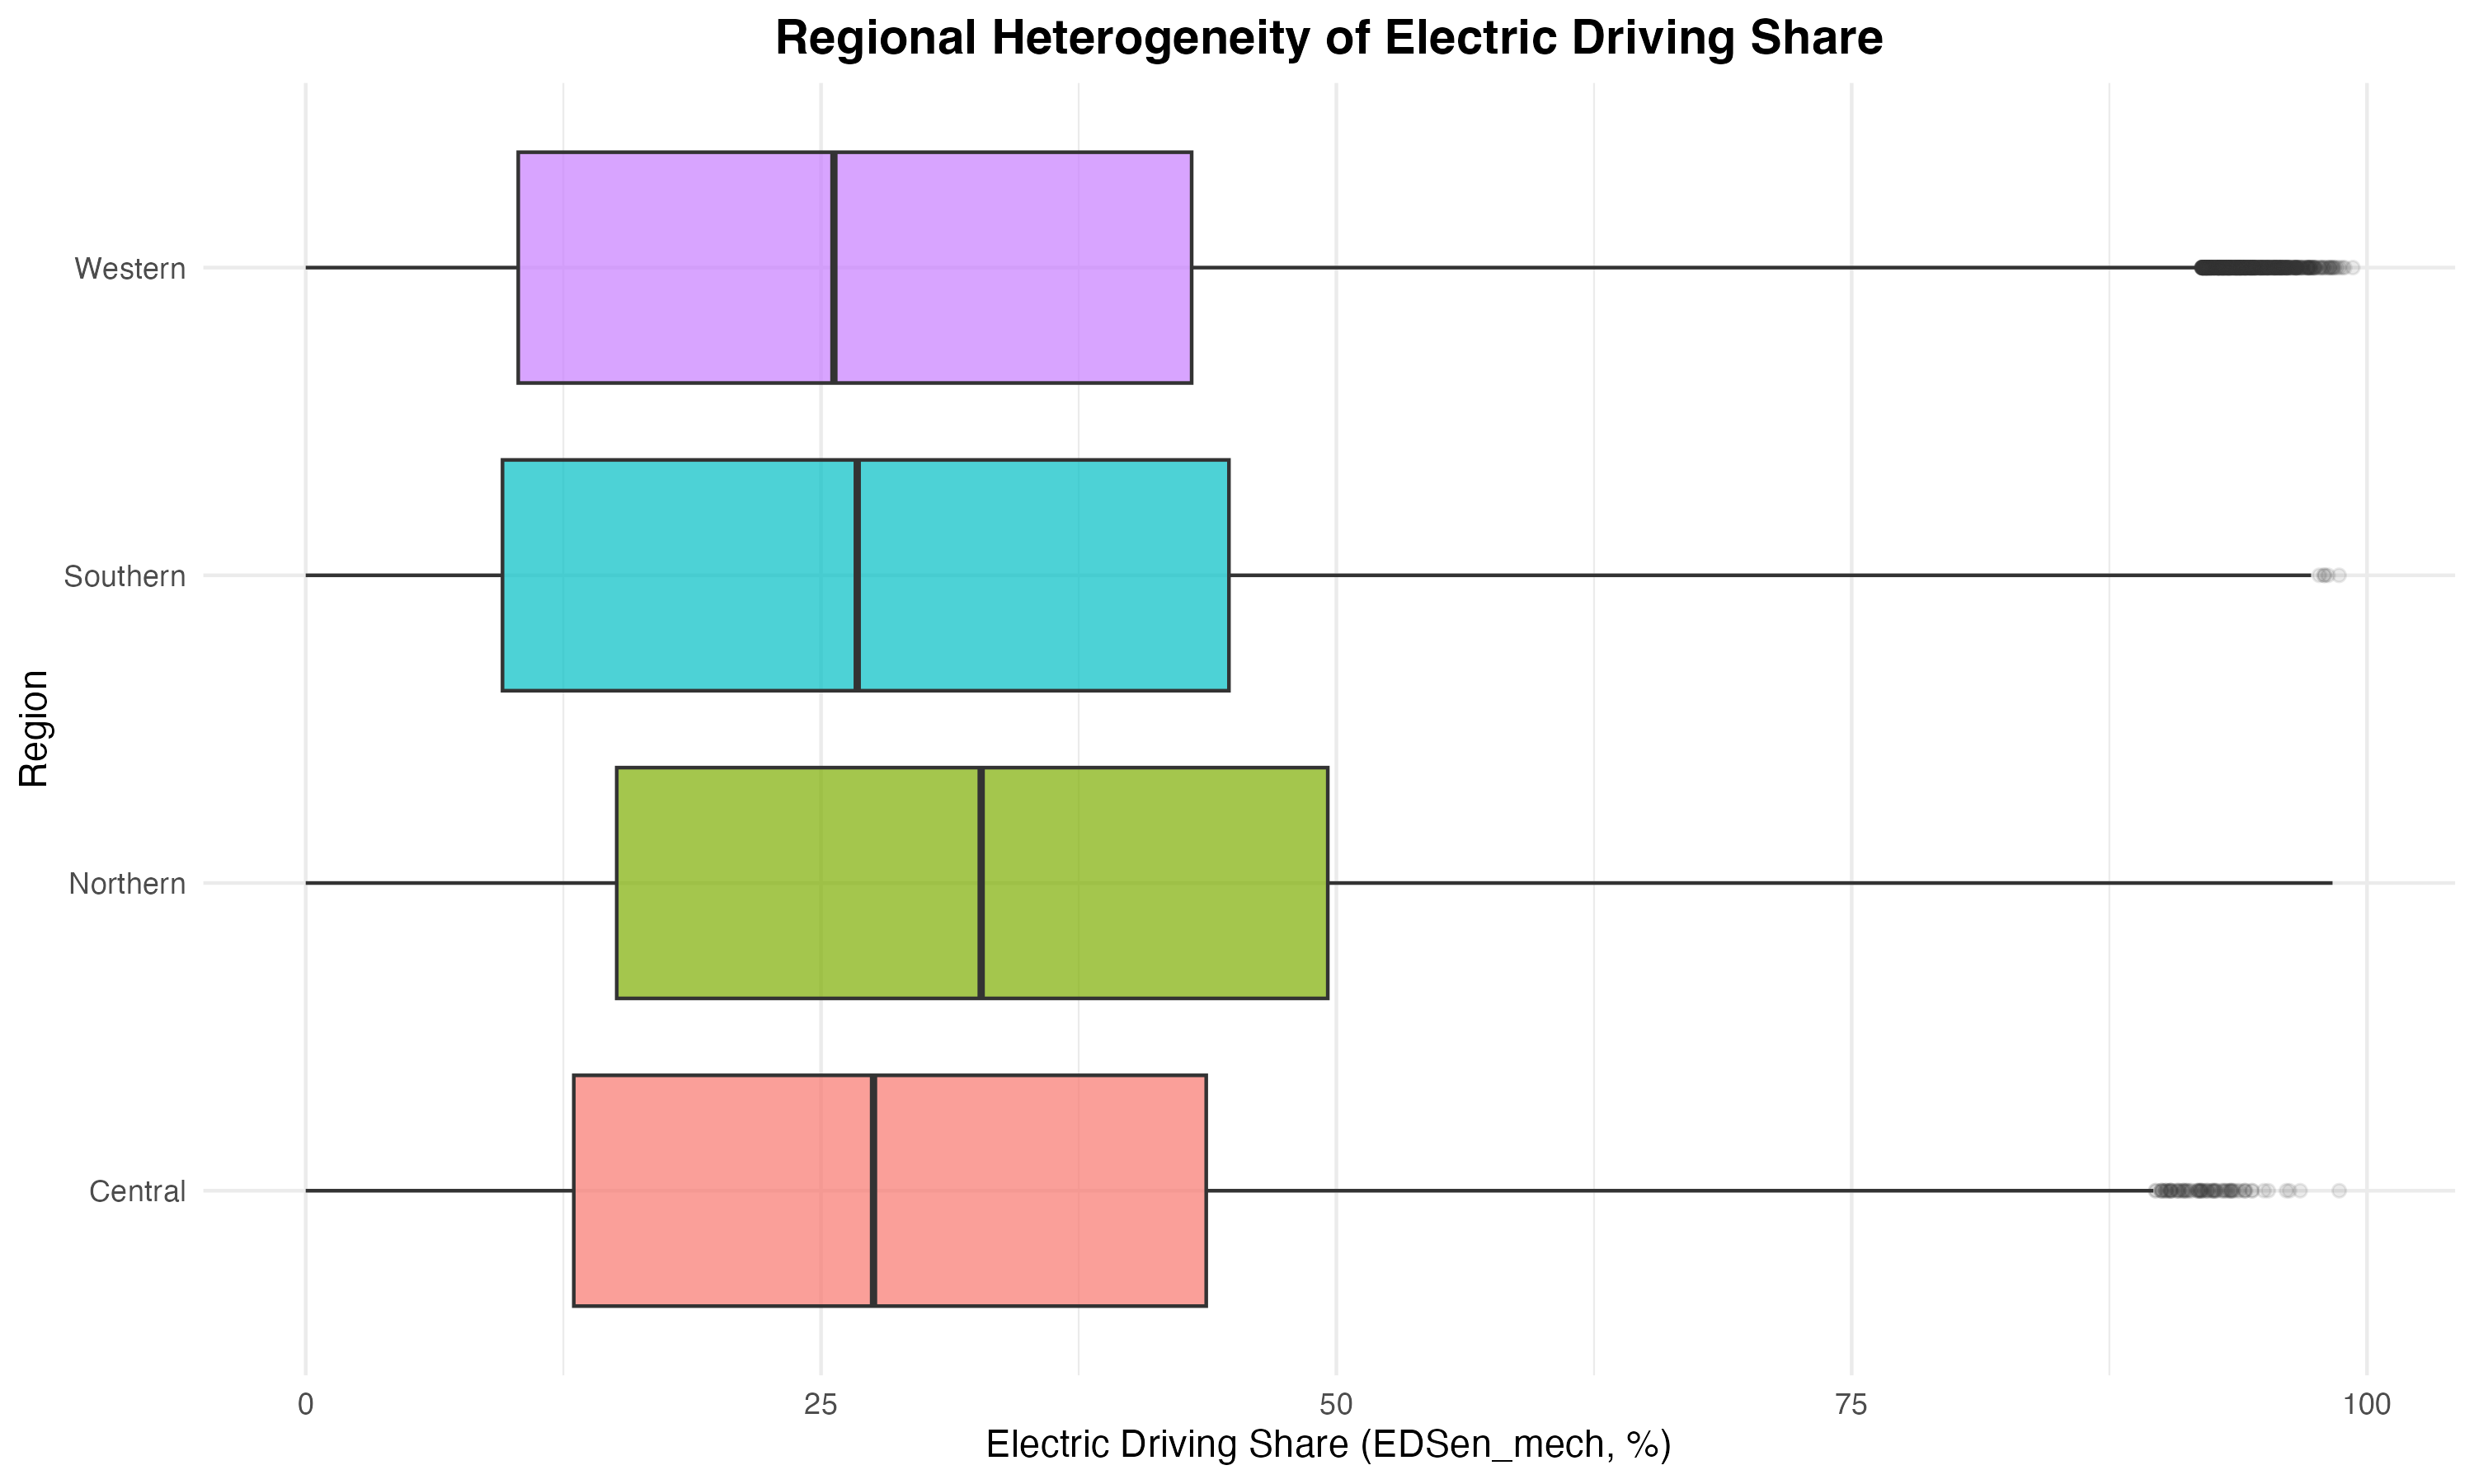 Regional Heterogeneity of Electric Driving Share
Region
Western
Southern
Northern
Central
0 25 50 75 100
Electric Driving Share (EDSen_mech, %)